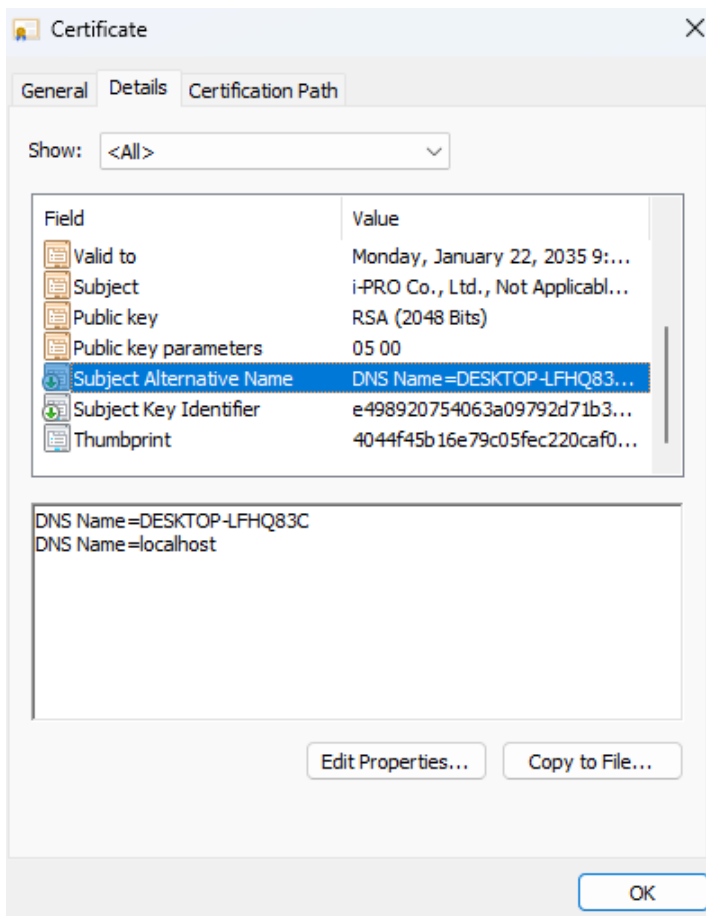 Certificate
General Details Certification Path
Show: <All>
Field Value
Valid to Monday, January 22, 2035 9:...
Subject i-PRO Co., Ltd., Not Applicabl...
Public key RSA (2048 Bits)
Public key parameters 05 00
Subject Alternative Name DNS Name=DESKTOP-LFHQ83...
Subject Key Identifier e498920754063a09792d71b3...
Thumbprint 4044f45b16e79c05fec220caf0...
DNS Name=DESKTOP-LFHQ83C
DNS Name=localhost
Edit Properties... Copy to File...
OK